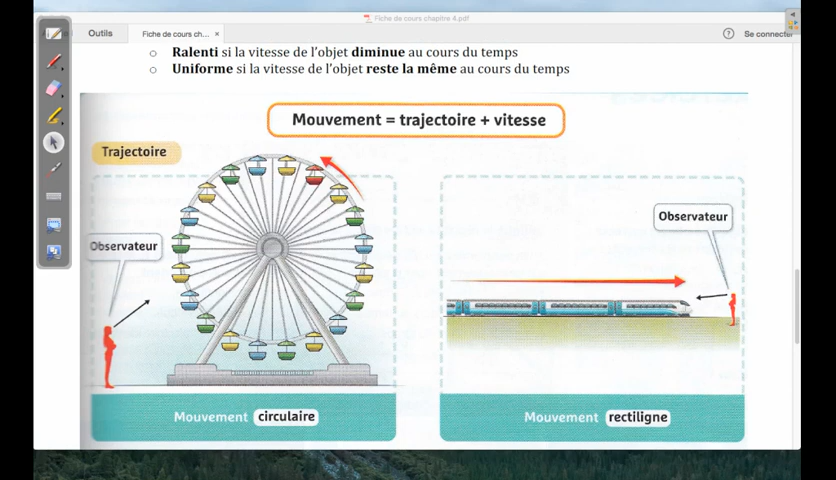 Fiche de cours chapitre 4.pdf
Outils
Fiche de cours ch... ×
?
Se connecter
○ Ralenti si la vitesse de l'objet diminue au cours du temps
○ Uniforme si la vitesse de l'objet reste la même au cours du temps
Mouvement = trajectoire + vitesse
Trajectoire
Observateur
Observateur
Mouvement circulaire
Mouvement rectiligne